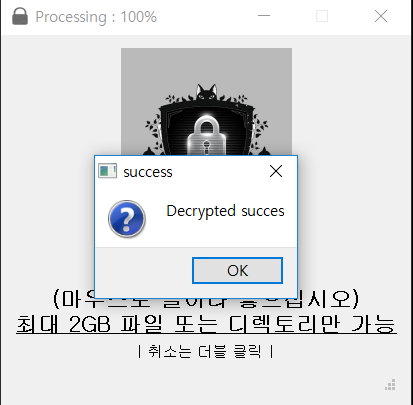 Processing : 100%
success
Decrypted succes
OK
최대 2GB 파일 또는 디렉토리만 가능
| 취소는 더블 클릭 |